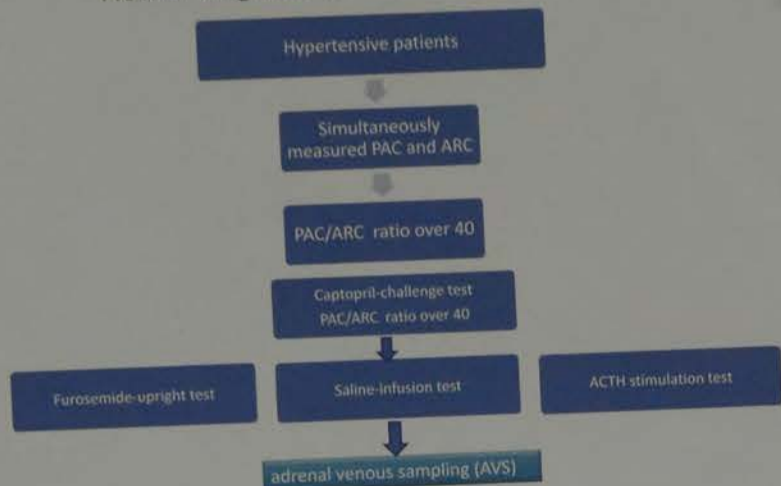 Hypertensive patients
Simultaneously
measured PAC and ARC
PAC/ARC ratio over 40
Captopril-challenge test
PAC/ARC ratio over 40
Furosemide-upright test
Saline-infusion test
ACTH stimulation test
adrenal venous sampling (AVS)